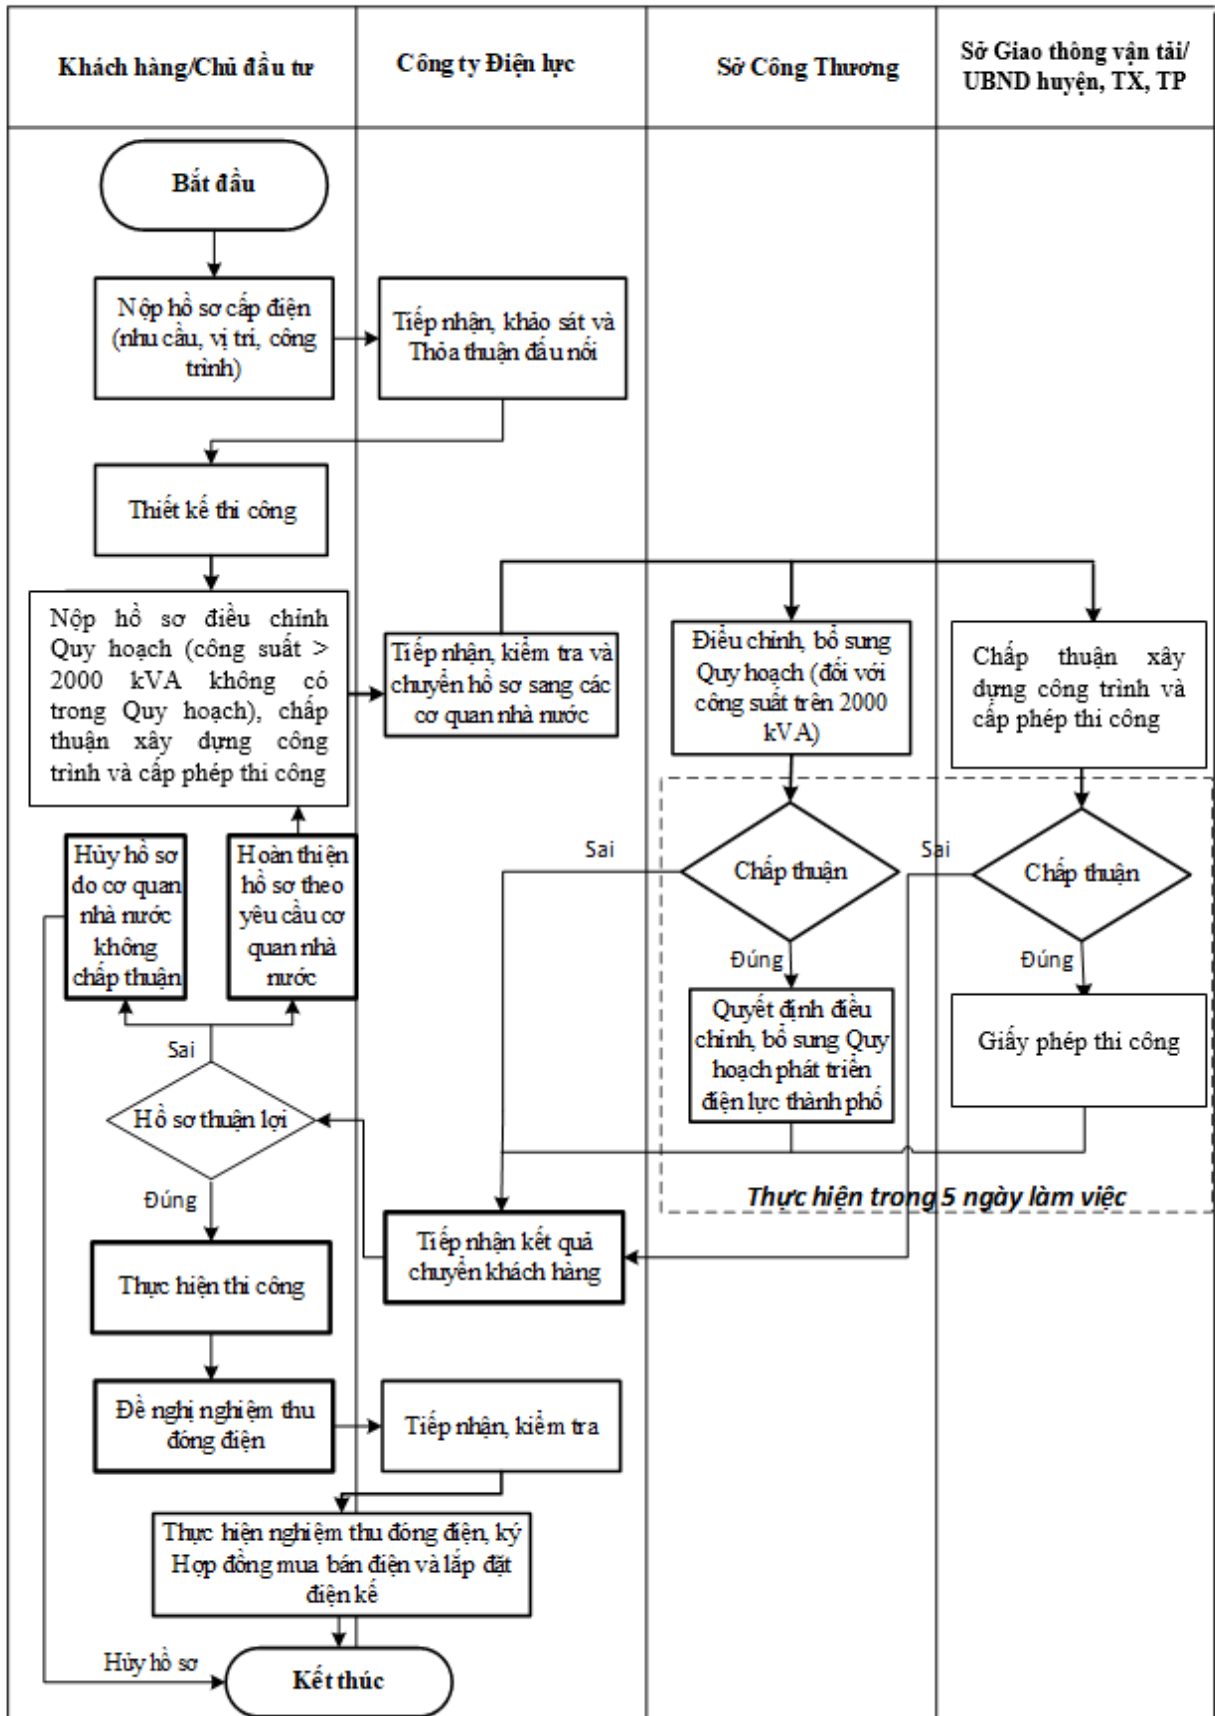 Khách hàng/Chủ đầu tư
Công ty Điện lực
Sở Công Thương
Sở Giao thông vận tải/
UBND huyện, TX, TP
Bắt đầu
Nộp hồ sơ cấp điện
(nhu cầu, vị trí, công
trình)
Tiếp nhận, khảo sát và
Thỏa thuận đấu nối
Thiết kế thi công
Nộp hồ sơ điều chỉnh
Quy hoạch (công suất >
2000 kVA không có
trong Quy hoạch), chấp
thuận xây dựng công
trình và cấp phép thi công
Tiếp nhận, kiểm tra và
chuyển hồ sơ sang các
cơ quan nhà nước
Điều chỉnh, bổ sung
Quy hoạch (đối với
công suất trên 2000
kVA)
Chấp thuận xây
dựng công trình và
cấp phép thi công
Hủy hồ sơ
do cơ quan
nhà nước
không
chấp thuận
Hoàn thiện
hồ sơ theo
yêu cầu cơ
quan nhà
nước
Sai
Chấp thuận
Sai
Chấp thuận
Đúng
Đúng
Quyết định điều
chỉnh, bổ sung Quy
hoạch phát triển
điện lực thành phố
Giấy phép thi công
Sai
Hồ sơ thuận lợi
Đúng
Thực hiện trong 5 ngày làm việc
Tiếp nhận kết quả
chuyển khách hàng
Thực hiện thi công
Đề nghị nghiệm thu
đóng điện
Tiếp nhận, kiểm tra
Thực hiện nghiệm thu đóng điện, ký
Hợp đồng mua bán điện và lắp đặt
điện kế
Hủy hồ sơ
Kết thúc